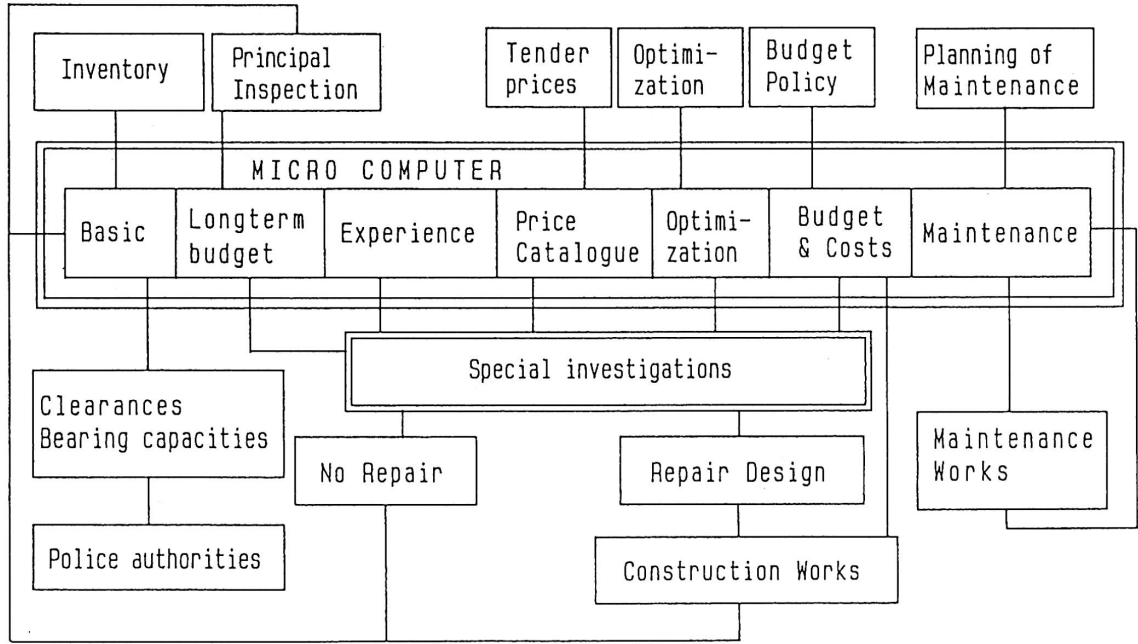 Inventory
Principal
Inspection
Tender
prices
Optimi-
zation
Budget
Policy
Planning of
Maintenance
MICRO COMPUTER
Basic
Longterm
budget
Experience
Price
Catalogue
Optimi-
zation
Budget
& Costs
Maintenance
Special investigations
Clearances
Bearing capacities
No Repair
Repair Design
Maintenance
Works
Police authorities
Construction Works